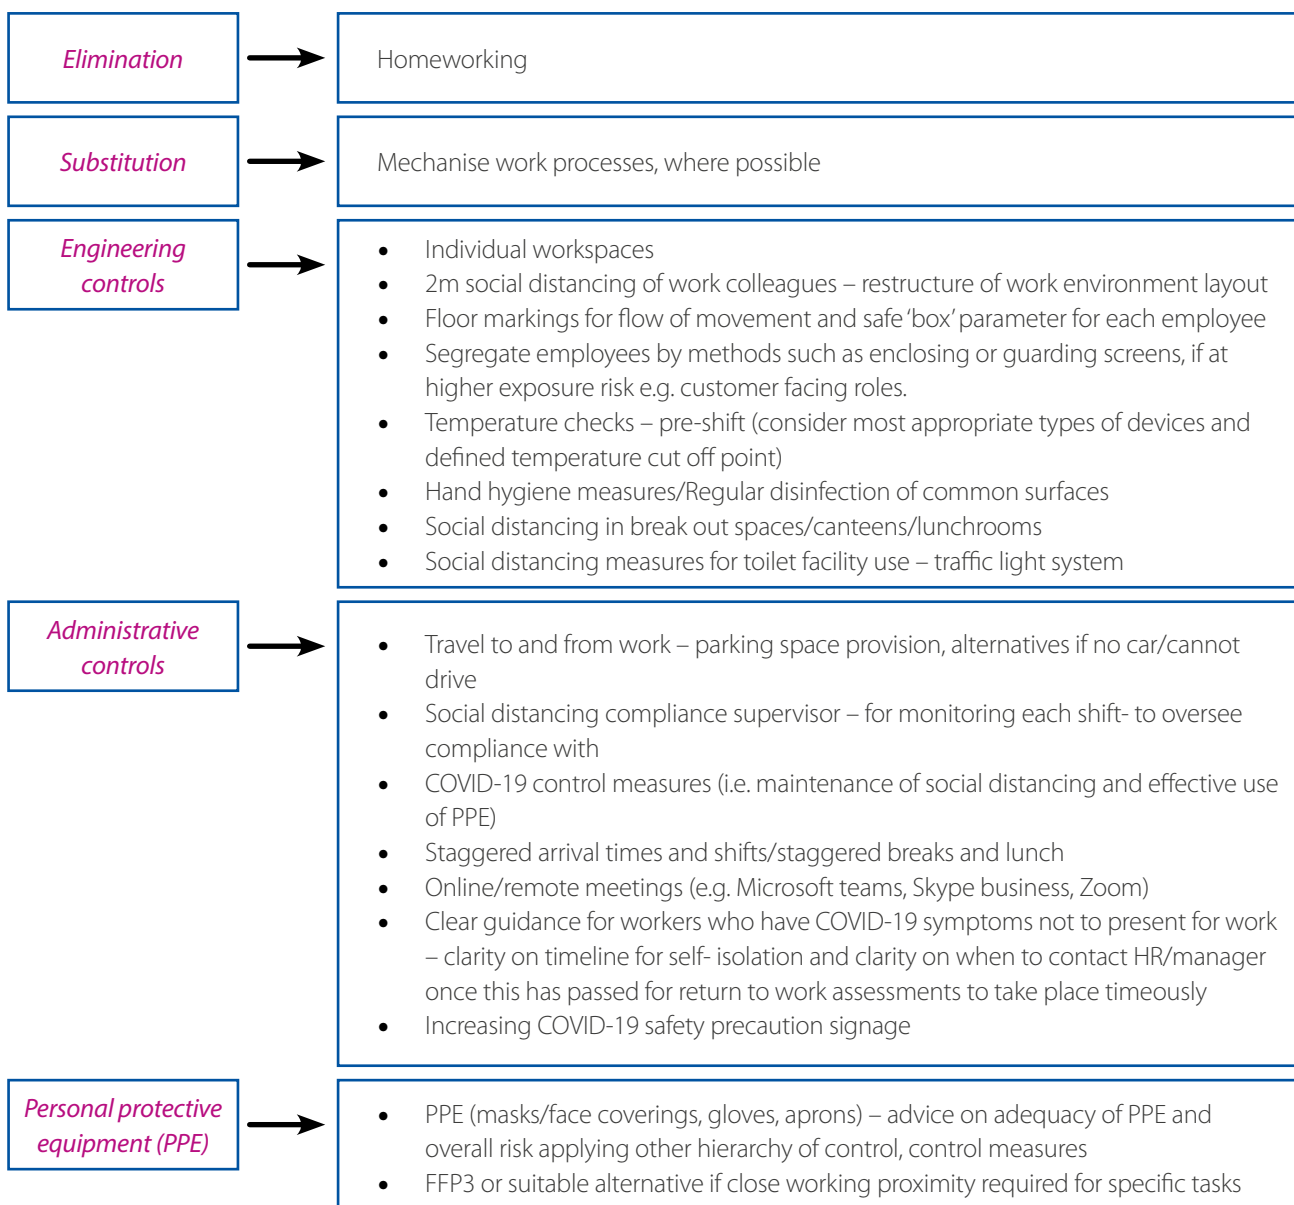 Elimination
Homeworking
Substitution
Mechanise work processes, where possible
Engineering
controls
• Individual workspaces
• 2m social distancing of work colleagues – restructure of work environment layout
• Floor markings for flow of movement and safe ‘box’ parameter for each employee
• Segregate employees by methods such as enclosing or guarding screens, if at
higher exposure risk e.g. customer facing roles.
• Temperature checks – pre-shift (consider most appropriate types of devices and
defined temperature cut off point)
• Hand hygiene measures/Regular disinfection of common surfaces
• Social distancing in break out spaces/canteens/lunchrooms
• Social distancing measures for toilet facility use – traffic light system
Administrative
controls
• Travel to and from work – parking space provision, alternatives if no car/cannot
drive
• Social distancing compliance supervisor – for monitoring each shift- to oversee
compliance with
• COVID-19 control measures (i.e. maintenance of social distancing and effective use
of PPE)
• Staggered arrival times and shifts/staggered breaks and lunch
• Online/remote meetings (e.g. Microsoft teams, Skype business, Zoom)
• Clear guidance for workers who have COVID-19 symptoms not to present for work
– clarity on timeline for self- isolation and clarity on when to contact HR/manager
once this has passed for return to work assessments to take place timeously
• Increasing COVID-19 safety precaution signage
Personal protective
equipment (PPE)
• PPE (masks/face coverings, gloves, aprons) – advice on adequacy of PPE and
overall risk applying other hierarchy of control, control measures
• FFP3 or suitable alternative if close working proximity required for specific tasks